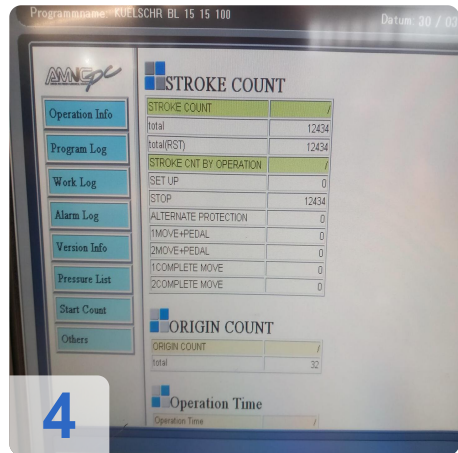 Programmname: KUELSCHR BL 15 15 100
Datum: 30 / 03
AMNC PC
STROKE COUNT
Operation Info
Program Log
Work Log
Alarm Log
Version Info
Pressure List
Start Count
Others
STROKE COUNT /
total 12434
total(RST) 12434
STROKE CNT BY OPERATION /
SET UP 0
STOP 12434
ALTERNATE PROTECTION 0
1MOVE+PEDAL 0
2MOVE+PEDAL 0
1COMPLETE MOVE 0
2COMPLETE MOVE 0
ORIGIN COUNT
ORIGIN COUNT /
total 32
Operation Time
Operation Time /
4